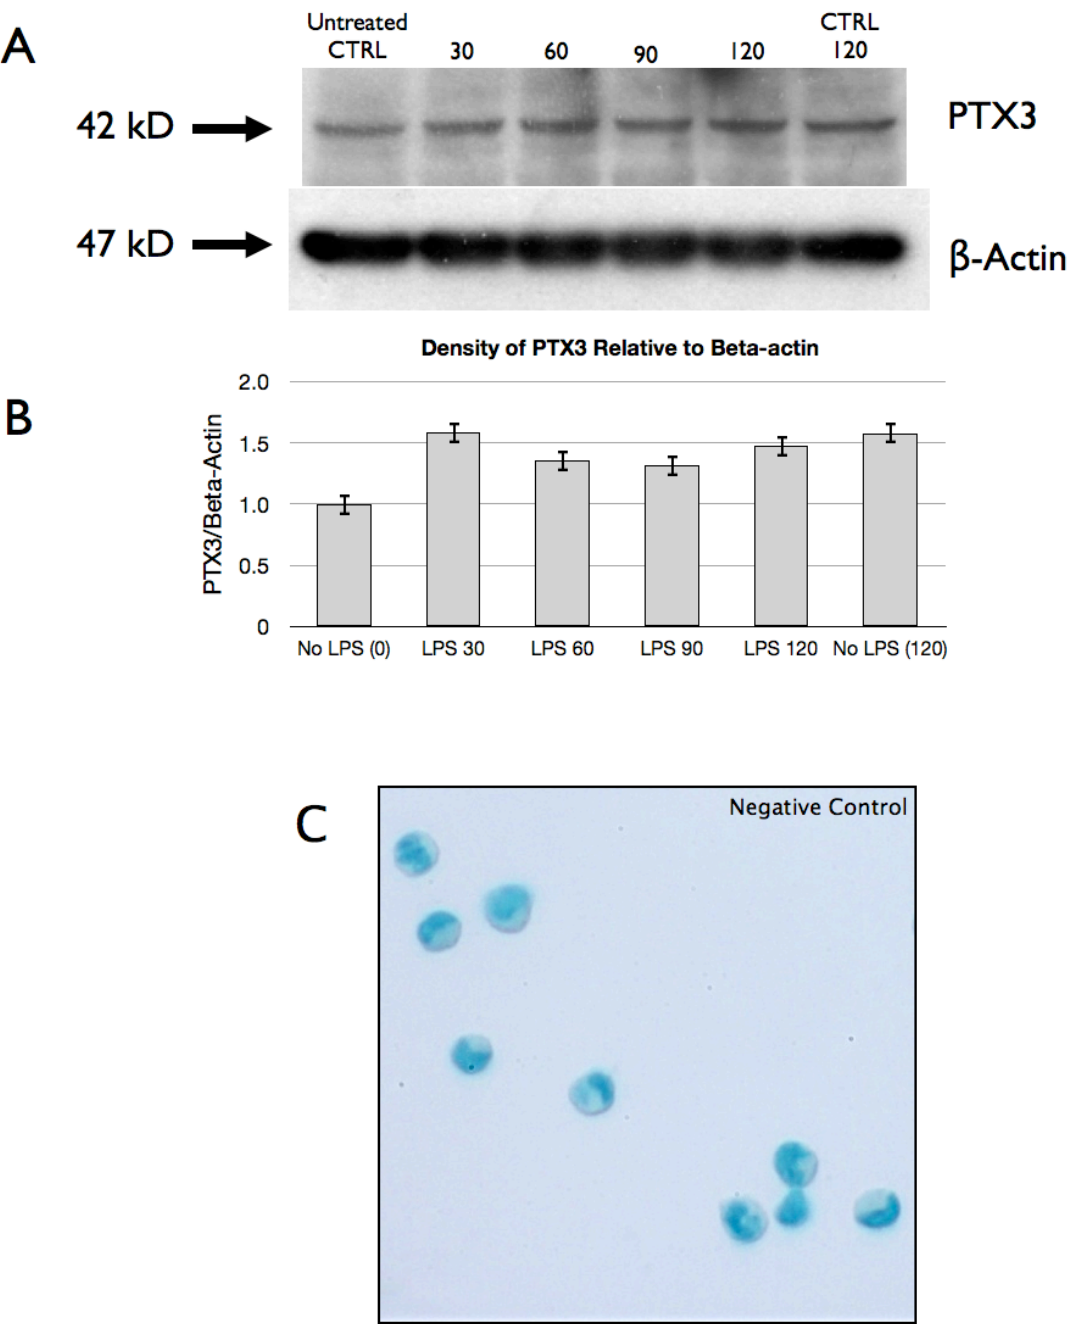 A
Untreated
CTRL
30
60
90
120
CTRL
120
42 kD
PTX3
47 kD
β-Actin
B
Density of PTX3 Relative to Beta-actin
PTX3/Beta-Actin
2.0
1.5
1.0
0.5
0
No LPS (0)
LPS 30
LPS 60
LPS 90
LPS 120
No LPS (120)
C
Negative Control